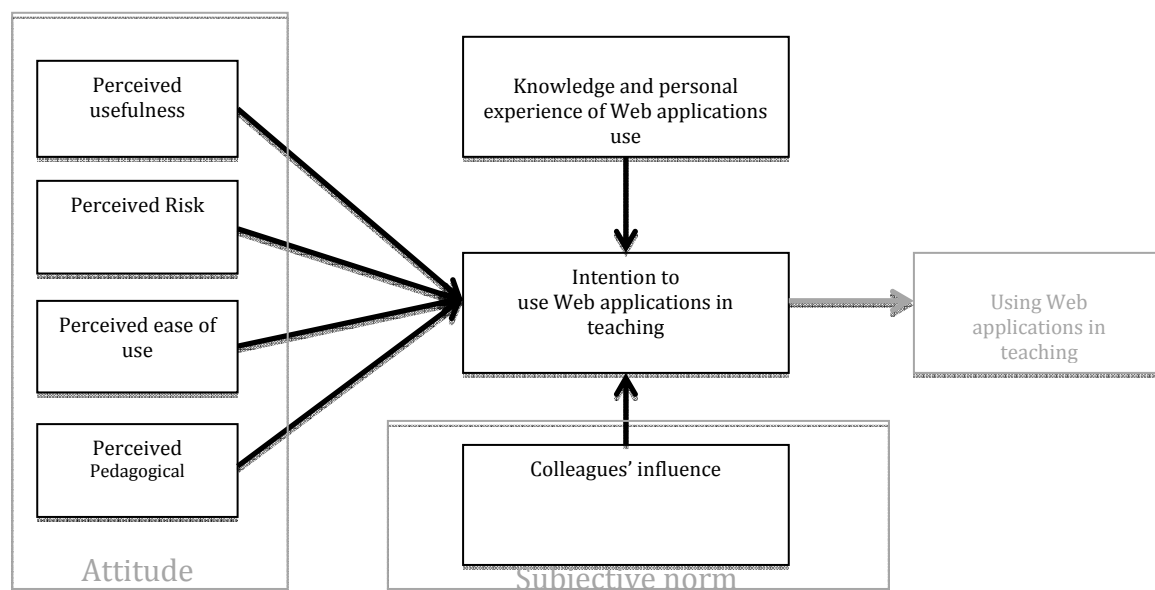 Perceived
usefulness
Perceived Risk
Perceived ease of
use
Perceived
Pedagogical
Attitude
Knowledge and personal
experience of Web applications
use
Intention to
use Web applications in
teaching
Colleagues’ influence
Subjective norm
Using Web
applications in
teaching